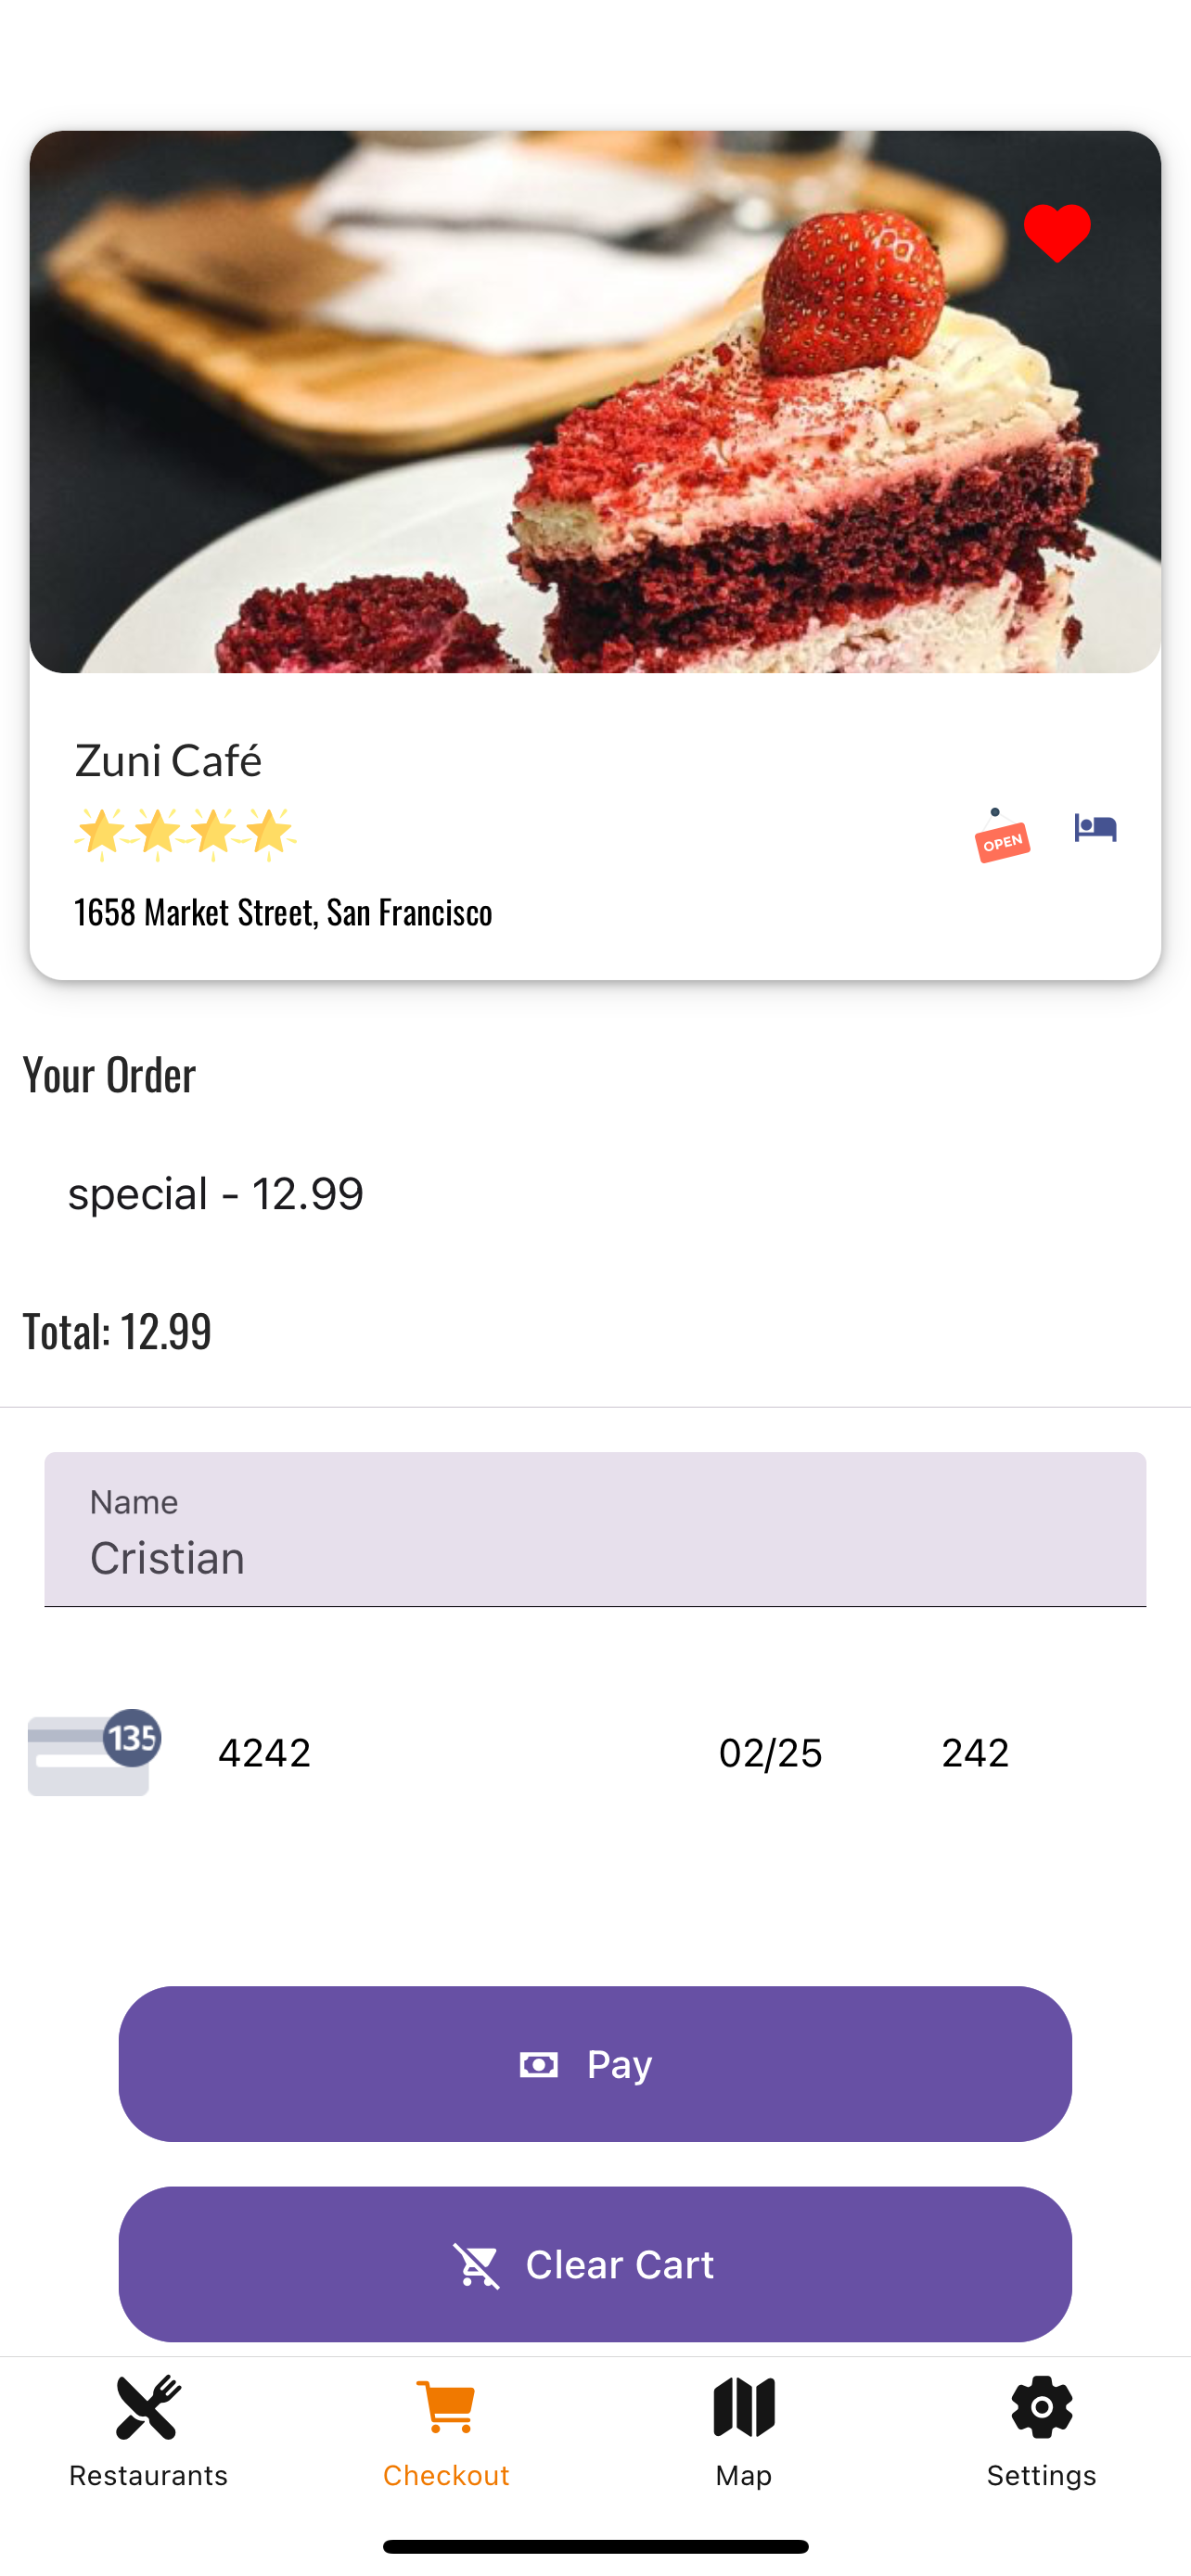 Zuni Café
OPEN
1658 Market Street, San Francisco
Your Order
special - 12.99
Total: 12.99
Name
Cristian
135
4242 02/25 242
Pay
Clear Cart
Restaurants Checkout Map Settings